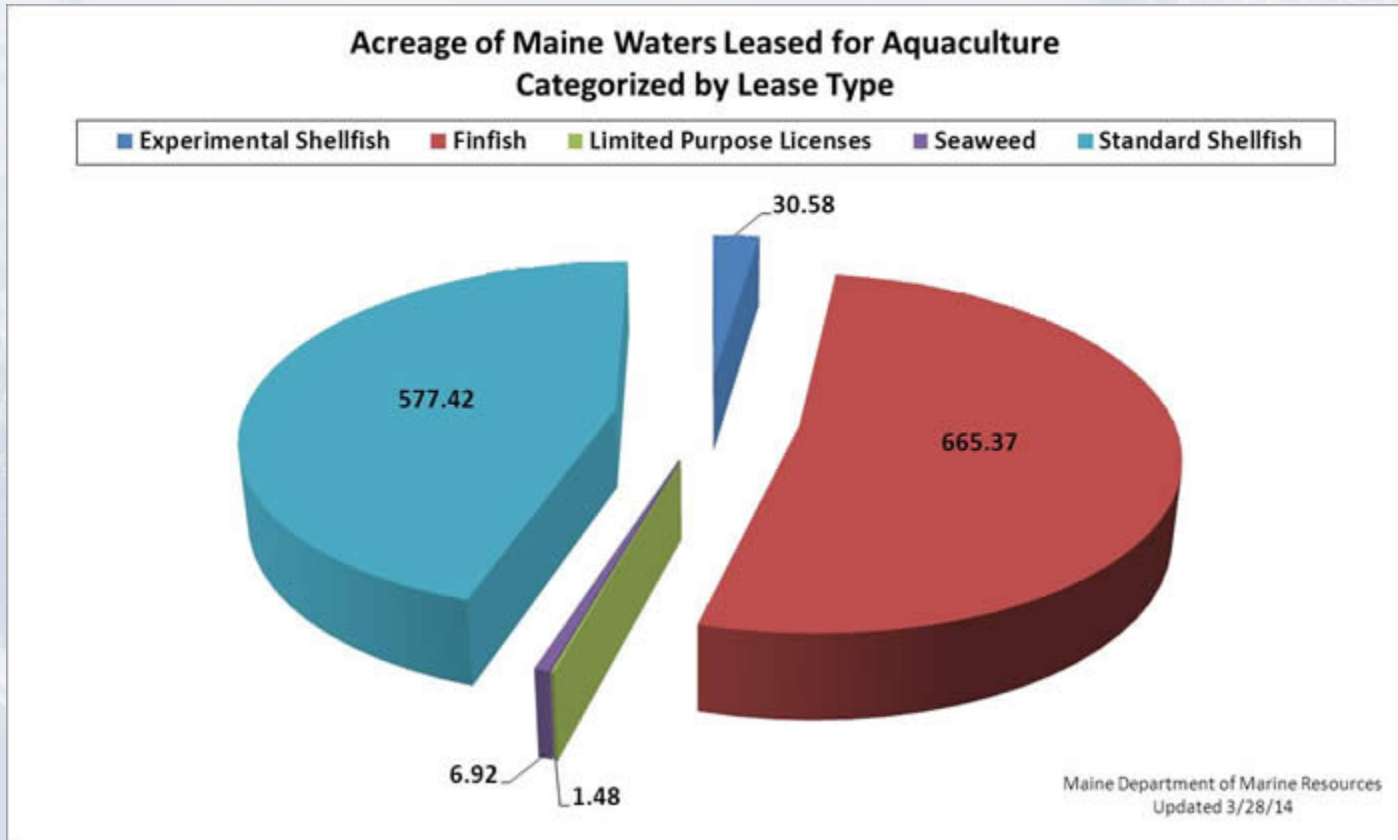 Acreage of Maine Waters Leased for Aquaculture
Categorized by Lease Type
Experimental Shellfish Finfish Limited Purpose Licenses Seaweed Standard Shellfish
30.58
577.42
665.37
6.92
1.48
Maine Department of Marine Resources
Updated 3/28/14